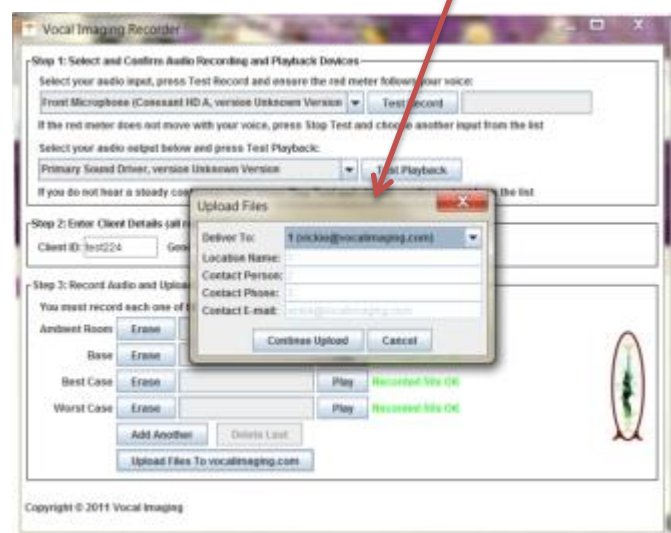 Vocal Imaging Recorder
Step 1: Select and Confirm Audio Recording and Playback Devices
Select your audio input, press Test Record and ensure the red meter follows your voice:
Front Microphone (Conexant HD A, version Unknown Version
Test Record
If the red meter does not move with your voice, press Stop Test and choose another input from the list
Select your audio output below and press Test Playback:
Primary Sound Driver, version Unknown Version
Test Playback
If you do not hear a steady
the list
Upload Files
Deliver To:
Location Name:
Contact Person:
Contact Phone:
Contact E-mail:
Continue Upload
Cancel
Step 2: Enter Client Details (all
Client ID: test224
Step 3: Record Audio and
You must record each one of
Ambient Room
Erase
Base
Erase
Best Case
Erase
Play
Recorded
OK
Worst Case
Erase
Play
Recorded
OK
Add Another
Delete Last
Upload Files To vocalimaging.com
Copyright © 2011 Vocal Imaging